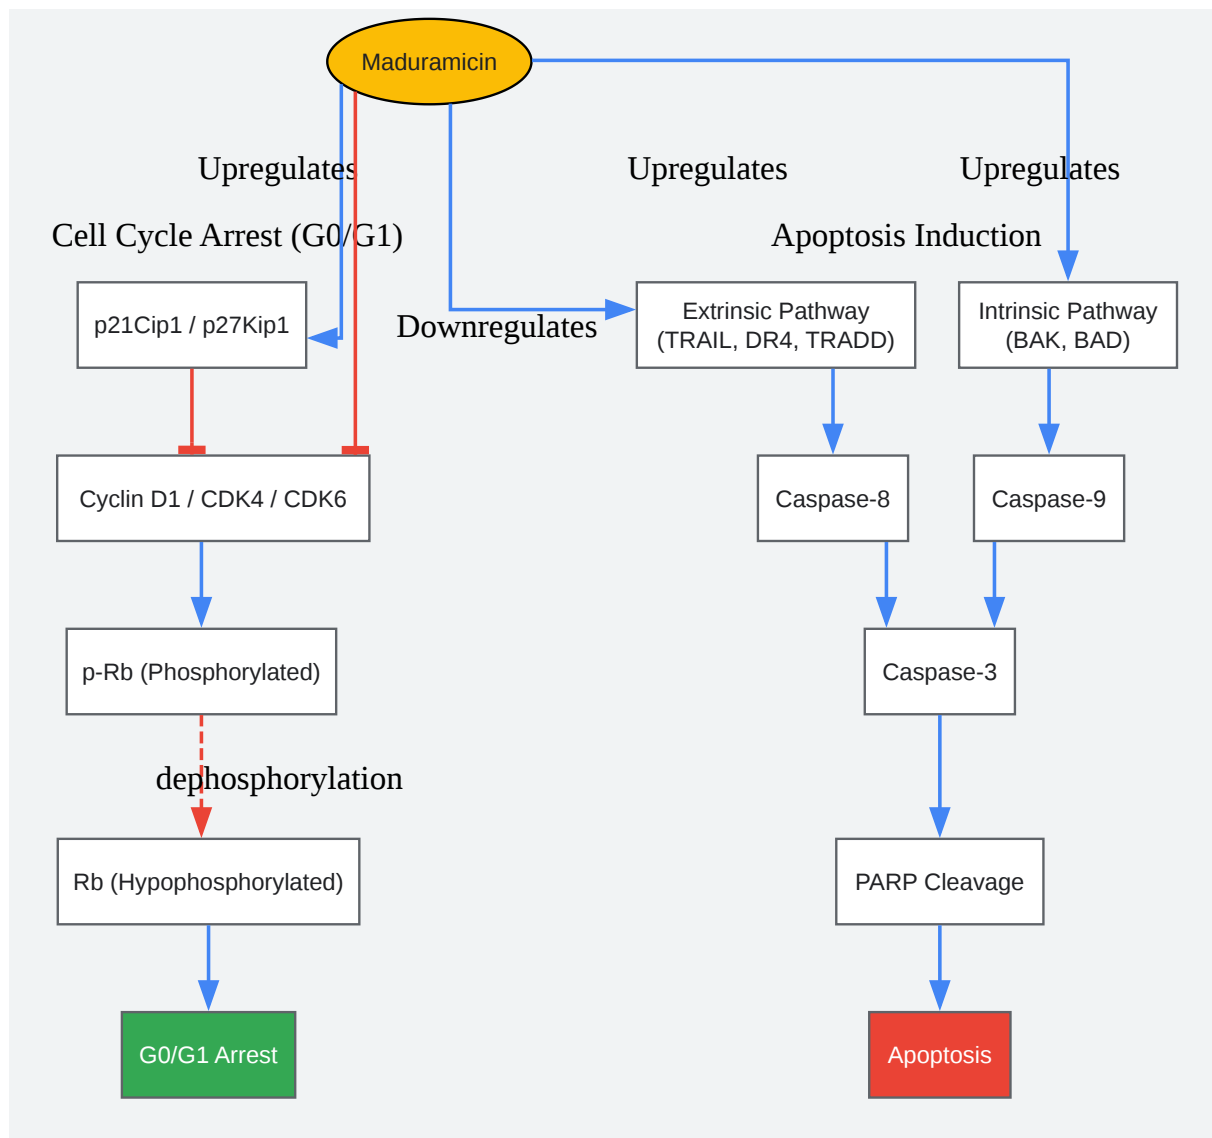 Maduramicin
Upregulates
Upregulates
Upregulates
Cell Cycle Arrest (G0/G1)
Apoptosis Induction
p21Cip1 / p27Kip1
Downregulates
Extrinsic Pathway
(TRAIL, DR4, TRADD)
Intrinsic Pathway
(BAK, BAD)
Cyclin D1 / CDK4 / CDK6
Caspase-8
Caspase-9
p-Rb (Phosphorylated)
Caspase-3
dephosphorylation
Rb (Hypophosphorylated)
PARP Cleavage
G0/G1 Arrest
Apoptosis